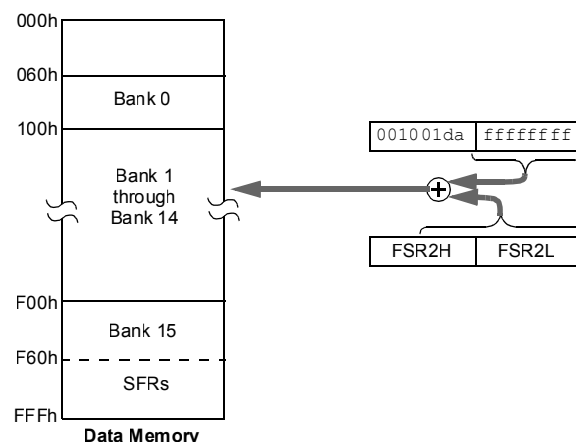 000h
060h
Bank 0
100h
001001da ffffffff
Bank 1
through
Bank 14
FSR2H FSR2L
F00h
Bank 15
F60h
SFRs
FFFh
Data Memory